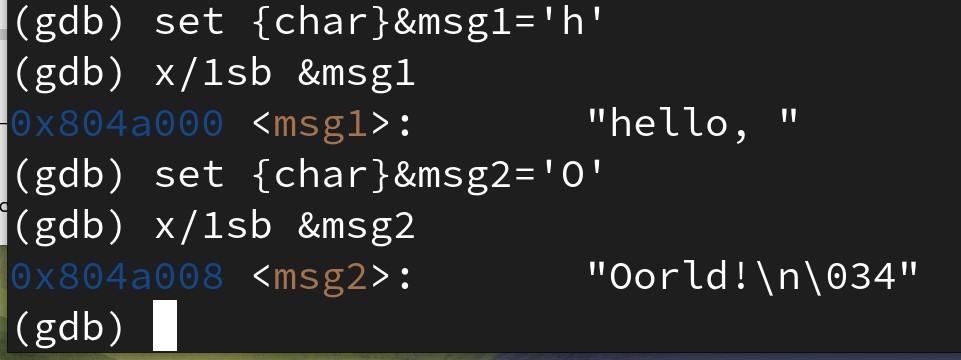 (gdb) set {char}&msg1='h'
(gdb) x/1sb &msg1
0x804a000 <msg1>:       "hello, "
(gdb) set {char}&msg2='O'
(gdb) x/1sb &msg2
0x804a008 <msg2>:       "Oorld!\n\034"
(gdb)